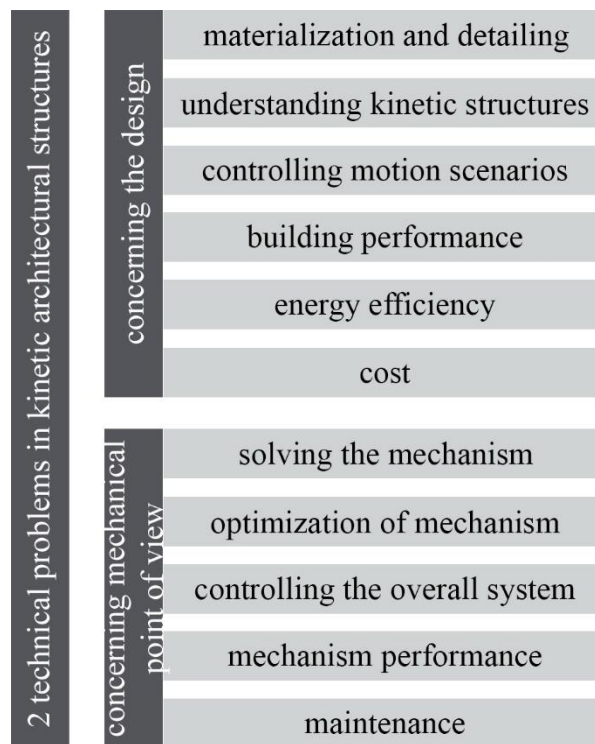 2 technical problems in kinetic architectural structures
concerning the design
materialization and detailing
understanding kinetic structures
controlling motion scenarios
building performance
energy efficiency
cost
concerning mechanical
point of view
solving the mechanism
optimization of mechanism
controlling the overall system
mechanism performance
maintenance